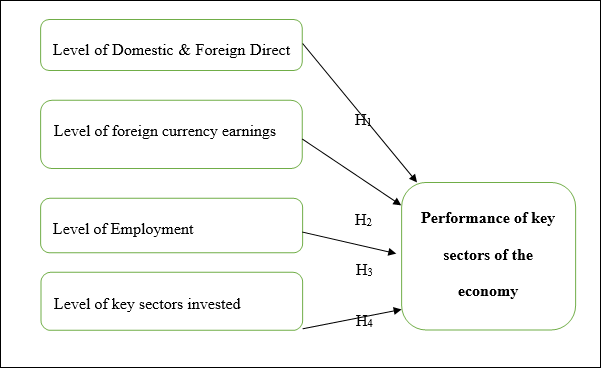 Level of Domestic & Foreign Direct
H1
Level of foreign currency earnings
H2
Level of Employment
H3
Level of key sectors invested
H4
Performance of key
sectors of the
economy